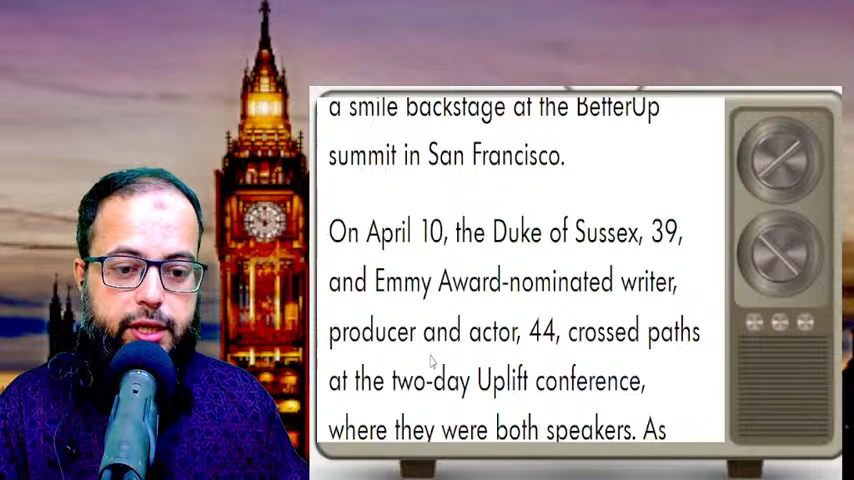 a smile backstage at the BetterUp
summit in San Francisco.
On April 10, the Duke of Sussex, 39,
and Emmy Award-nominated writer,
producer and actor, 44, crossed paths
at the two-day Uplift conference,
where they were both speakers. As